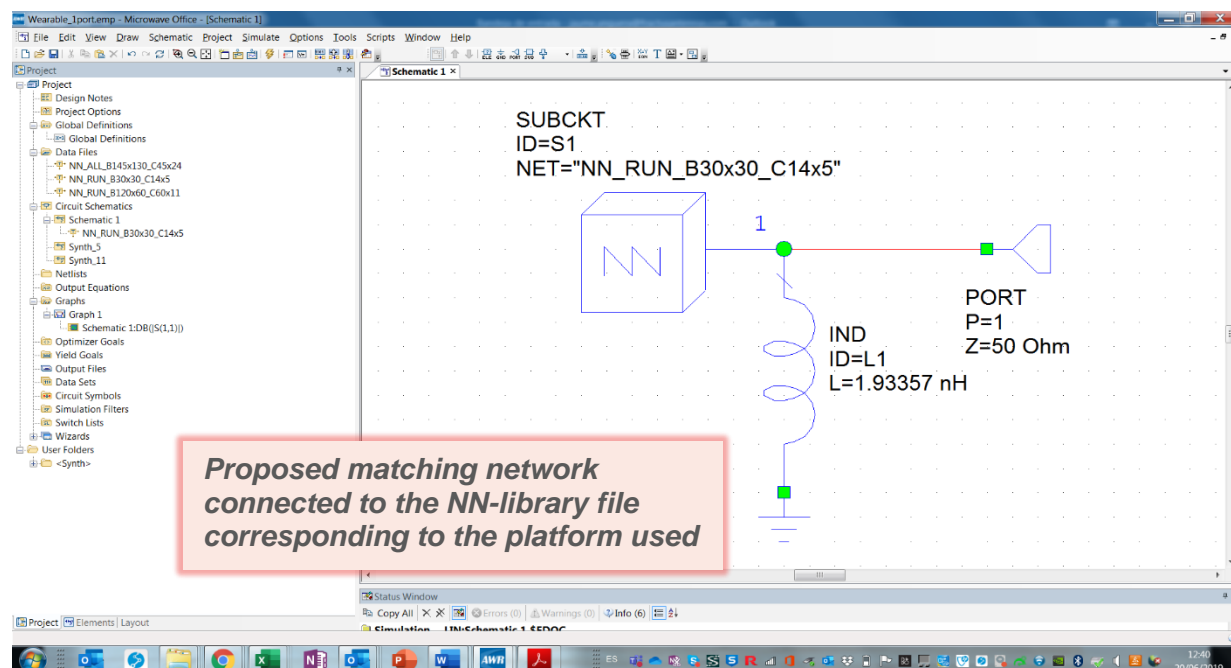 Wearable_1port.emp - Microwave Office - [Schematic 1]
File Edit View Draw Schematic Project Simulate Options Tools Scripts Window Help
Project
Schematic 1 ×
Project
Design Notes
Project Options
Global Definitions
Global Definitions
Data Files
NN_ALL_B145x130_C45x24
NN_RUN_B30x30_C14x5
NN_RUN_B120x60_C60x11
Circuit Schematics
Schematic 1
NN_RUN_B30x30_C14x5
Synth_5
Synth_11
Netlists
Output Equations
Graphs
Graph 1
Schematic 1:DB(|S(1,1)|)
Optimizer Goals
Yield Goals
Output Files
Data Sets
Circuit Symbols
Simulation Filters
Switch Lists
Wizards
User Folders
<Synth>
SUBCKT
ID=S1
NET="NN_RUN_B30x30_C14x5"
NN
1
PORT
P=1
Z=50 Ohm
IND
ID=L1
L=1.93357 nH
Proposed matching network
connected to the NN-library file
corresponding to the platform used
Status Window
Copy All Errors (0) Warnings (0) Info (6)
Simulation LIN:Schematic 1.$FDOC
Project Elements Layout
AWR
ES
12:40